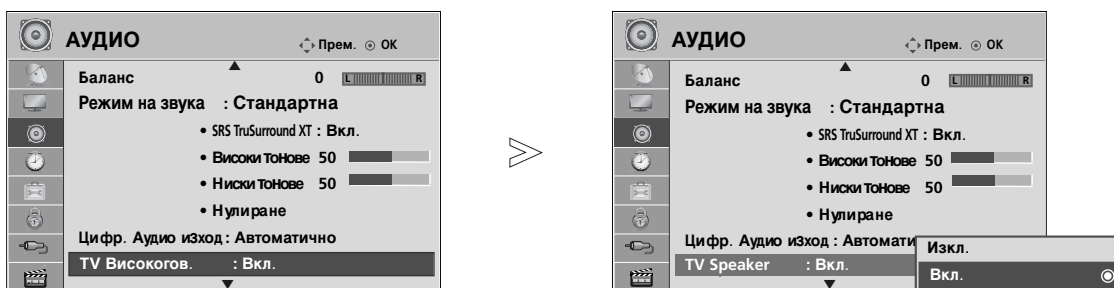 АУДИО
Прем. OK
Баланс 0 L R
Режим на звука : Стандартна
• SRS TruSurround XT : Вкл.
• Високи тоНове 50
• Ниски тоНове 50
• Нулиране
Цифр. Аудио иЗход : Автоматично
TV Високогов. : Вкл.
АУДИО
Прем. OK
Баланс 0 L R
Режим на звука : Стандартна
• SRS TruSurround XT : Вкл.
• Високи тоНове 50
• Ниски тоНове 50
• Нулиране
Цифр. Аудио иЗход : Автомати
TV Speaker : Вкл.
Изкл.
Вкл.